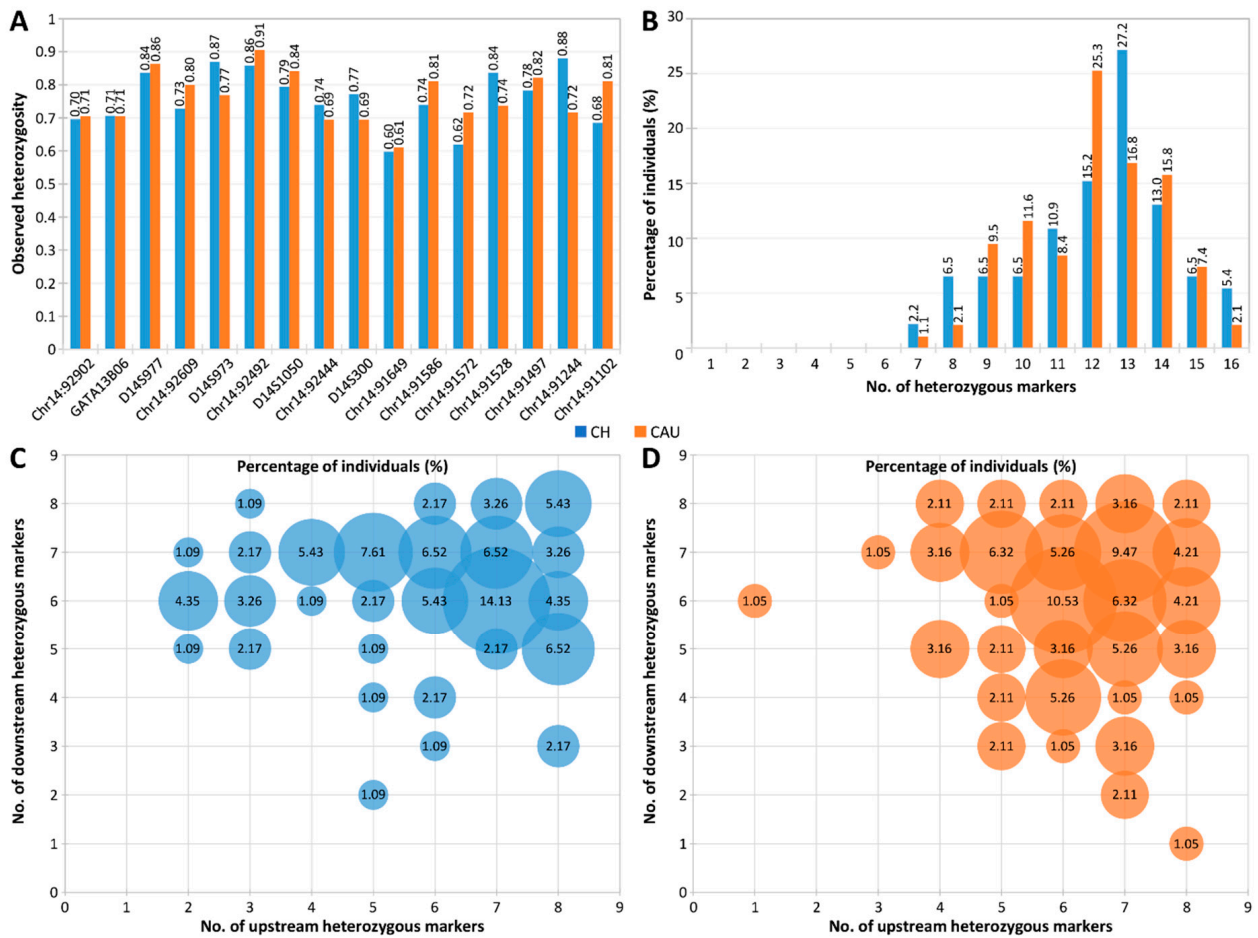 A
Observed heterozygosity
1
0.9
0.8
0.7
0.6
0.5
0.4
0.3
0.2
0.1
0
0.70 0.71 0.71 0.71 0.84 0.86 0.73 0.80 0.87 0.77 0.86 0.91 0.79 0.84 0.74 0.69 0.77 0.69 0.60 0.61 0.74 0.81 0.62 0.72 0.84 0.74 0.78 0.82 0.88 0.72 0.68 0.81
Chr14:92902
GATA13B06
D14S977
Chr14:92609
D14S973
Chr14:92492
D14S1050
Chr14:92444
D14S300
Chr14:91649
Chr14:91586
Chr14:91572
Chr14:91528
Chr14:91497
Chr14:91244
Chr14:91102
B
Percentage of individuals (%)
30
25
20
15
10
5
0
2.2 1.1 6.5 2.1 6.5 9.5 6.5 11.6 10.9 8.4 15.2 25.3 27.2 16.8 13.0 15.8 6.5 7.4 5.4 2.1
1 2 3 4 5 6 7 8 9 10 11 12 13 14 15 16
No. of heterozygous markers
CH CAU
C
Percentage of individuals (%)
No. of downstream heterozygous markers
9
8 1.09 2.17 3.26 5.43
7 1.09 2.17 5.43 7.61 6.52 6.52 3.26
6 4.35 3.26 1.09 2.17 5.43 14.13 4.35
5 1.09 2.17 1.09 2.17 6.52
4 1.09 2.17
3 1.09 2.17
2 1.09
1
0
0 1 2 3 4 5 6 7 8 9
No. of upstream heterozygous markers
D
Percentage of individuals (%)
No. of downstream heterozygous markers
9
8 2.11 2.11 2.11 3.16 2.11
7 1.05 3.16 6.32 5.26 9.47 4.21
6 1.05 1.05 10.53 6.32 4.21
5 3.16 2.11 3.16 5.26 3.16
4 2.11 5.26 1.05 1.05
3 2.11 1.05 3.16
2 2.11
1 1.05
0
0 1 2 3 4 5 6 7 8 9
No. of upstream heterozygous markers